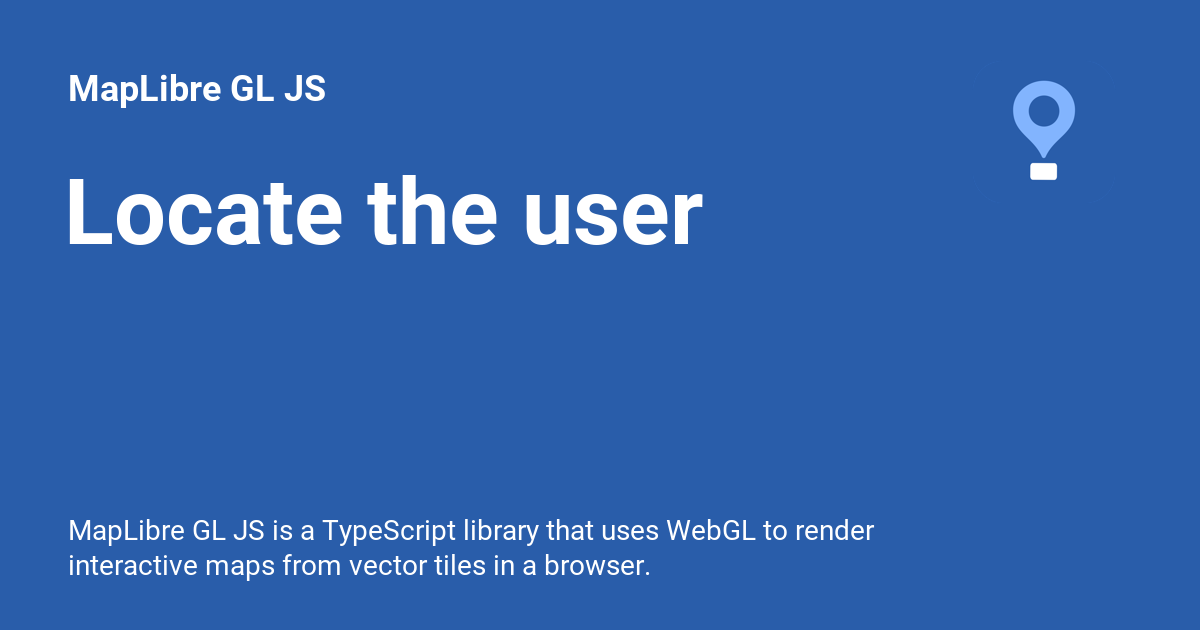 MapLibre GL JS
Locate the user
MapLibre GL JS is a TypeScript library that uses WebGL to render
interactive maps from vector tiles in a browser.